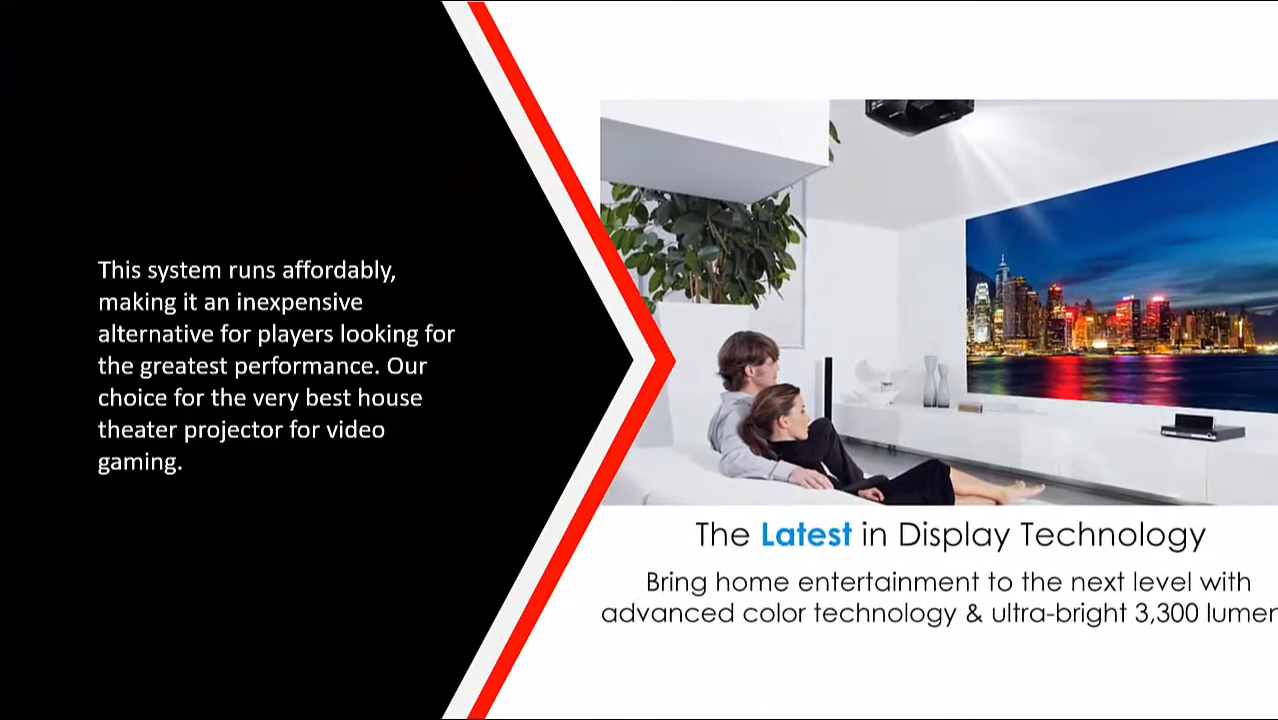 This system runs affordably,
making it an inexpensive
alternative for players looking for
the greatest performance. Our
choice for the very best house
theater projector for video
gaming.
The Latest in Display Technology
Bring home entertainment to the next level with
advanced color technology & ultra-bright 3,300 lumen